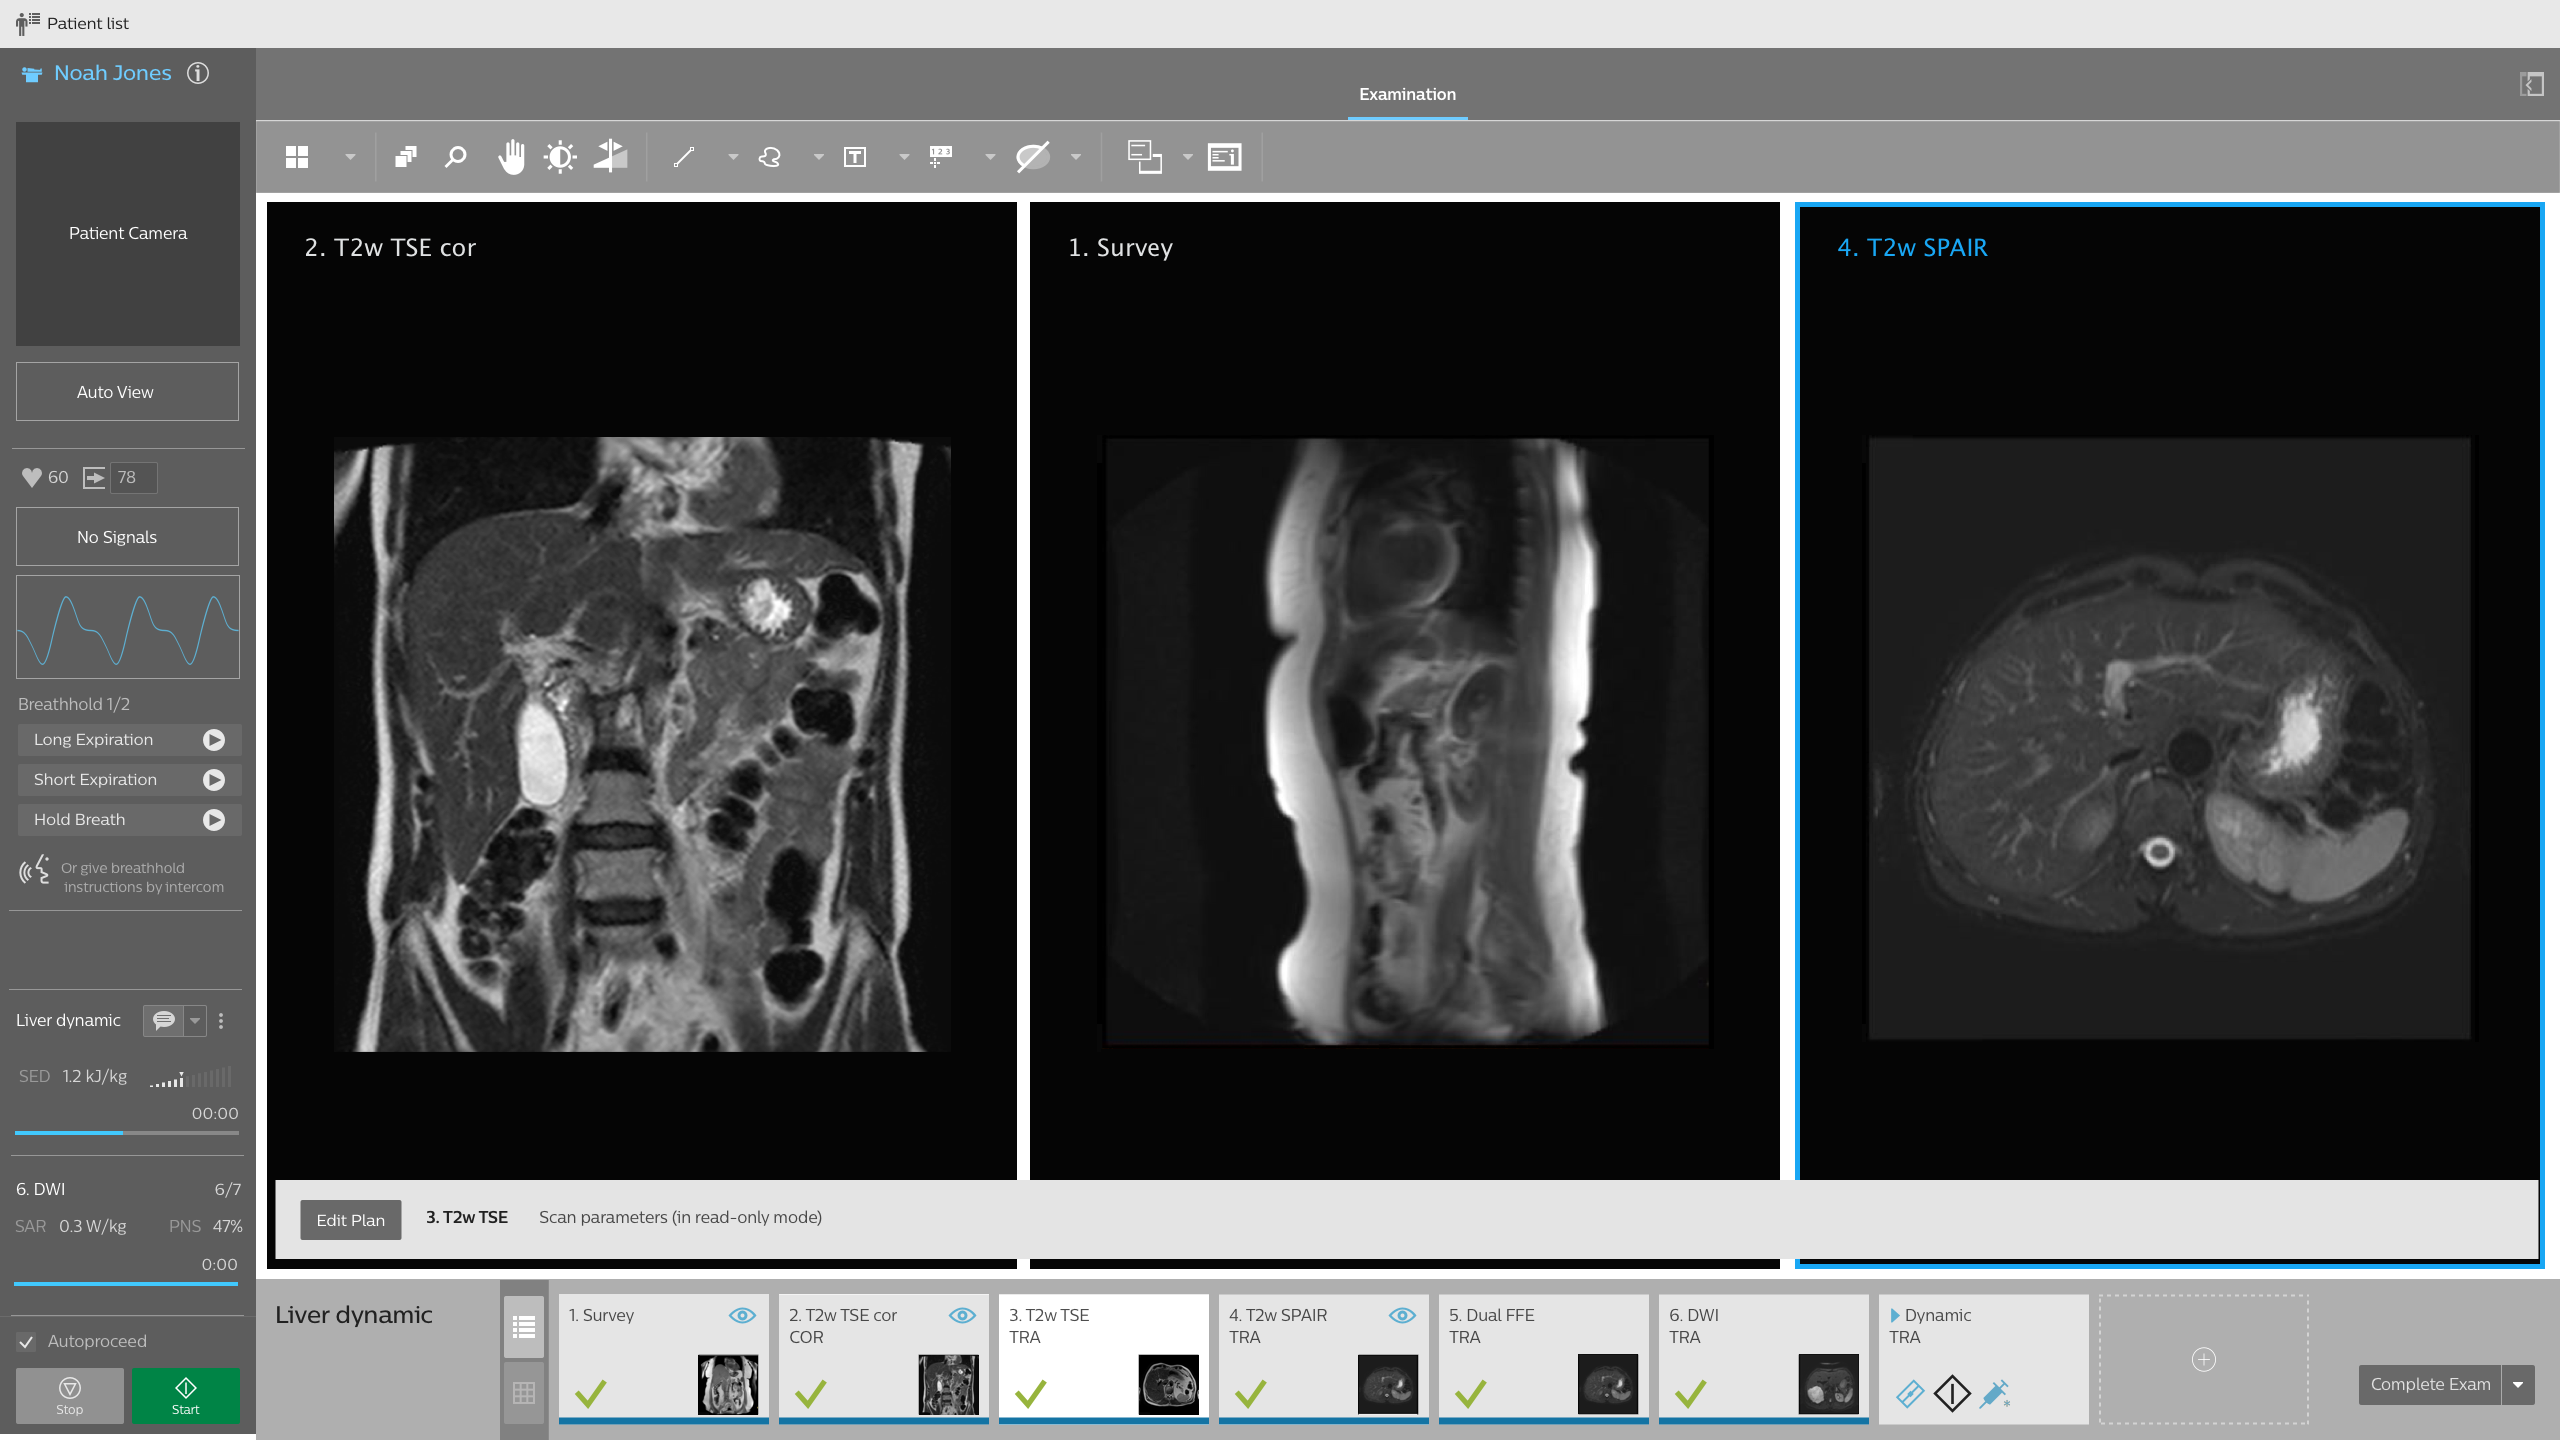 Patient list
Noah Jones
Examination
Patient Camera
Auto View
60
78
No Signals
Breathhold 1/2
Long Expiration
Short Expiration
Hold Breath
Or give breathhold
instructions by intercom
Liver dynamic
SED 1.2 kJ/kg
00:00
6. DWI 6/7
SAR 0.3 W/kg PNS 47%
0:00
Autoproceed
Stop
Start
T
1 2 3
2. T2w TSE cor
1. Survey
4. T2w SPAIR
Edit Plan
3. T2w TSE Scan parameters (in read-only mode)
Liver dynamic
1. Survey
2. T2w TSE cor
COR
3. T2w TSE
TRA
4. T2w SPAIR
TRA
5. Dual FFE
TRA
6. DWI
TRA
Dynamic
TRA
Complete Exam